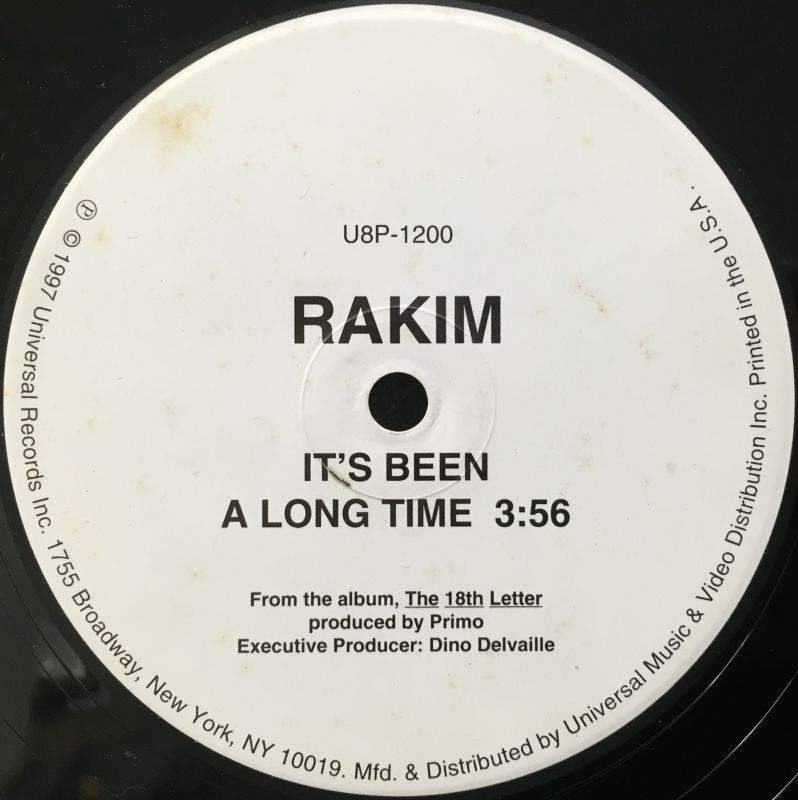 U8P-1200
RAKIM
IT'S BEEN
A LONG TIME 3:56
From the album, The 18th Letter
produced by Primo
Executive Producer: Dino Delvaille
℗ © 1997 Universal Records Inc. 1755 Broadway, New York, NY 10019. Mfd. & Distributed by Universal Music & Video Distribution Inc. Printed in the U.S.A.